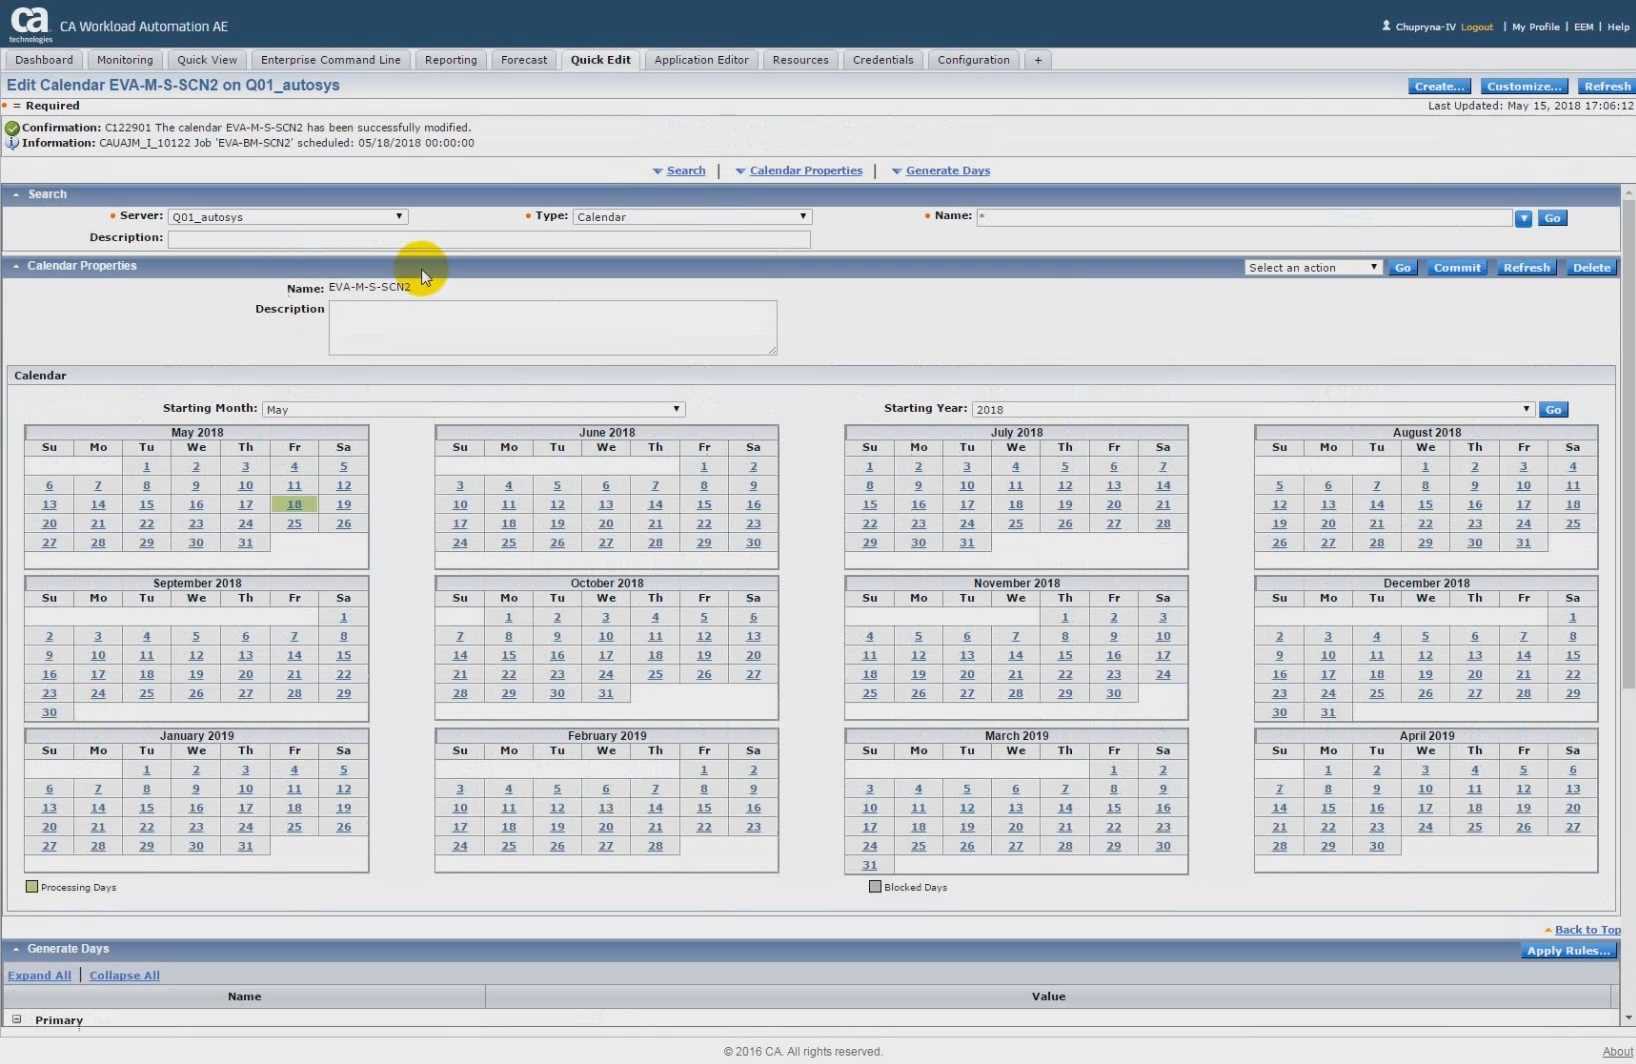 ca technologies CA Workload Automation AE
Chupryna-IV Logout | My Profile | EEM | Help
Dashboard Monitoring Quick View Enterprise Command Line Reporting Forecast Quick Edit Application Editor Resources Credentials Configuration +
Edit Calendar EVA-M-S-SCN2 on Q01_autosys
Create... Customize... Refresh
= Required
Last Updated: May 15, 2018 17:06:12
Confirmation: C122901 The calendar EVA-M-S-SCN2 has been successfully modified.
Information: CAUAJM_I_10122 Job 'EVA-BM-SCN2' scheduled: 05/18/2018 00:00:00
Search | Calendar Properties | Generate Days
Search
Server: Q01_autosys Type: Calendar Name: * Go
Description:
Calendar Properties
Select an action Go Commit Refresh Delete
Name: EVA-M-S-SCN2
Description
Calendar
Starting Month: May Starting Year: 2018 Go
May 2018
Su Mo Tu We Th Fr Sa
1 2 3 4 5
6 7 8 9 10 11 12
13 14 15 16 17 18 19
20 21 22 23 24 25 26
27 28 29 30 31
June 2018
Su Mo Tu We Th Fr Sa
1 2
3 4 5 6 7 8 9
10 11 12 13 14 15 16
17 18 19 20 21 22 23
24 25 26 27 28 29 30
July 2018
Su Mo Tu We Th Fr Sa
1 2 3 4 5 6 7
8 9 10 11 12 13 14
15 16 17 18 19 20 21
22 23 24 25 26 27 28
29 30 31
August 2018
Su Mo Tu We Th Fr Sa
1 2 3 4
5 6 7 8 9 10 11
12 13 14 15 16 17 18
19 20 21 22 23 24 25
26 27 28 29 30 31
September 2018
Su Mo Tu We Th Fr Sa
1
2 3 4 5 6 7 8
9 10 11 12 13 14 15
16 17 18 19 20 21 22
23 24 25 26 27 28 29
30
October 2018
Su Mo Tu We Th Fr Sa
1 2 3 4 5 6
7 8 9 10 11 12 13
14 15 16 17 18 19 20
21 22 23 24 25 26 27
28 29 30 31
November 2018
Su Mo Tu We Th Fr Sa
1 2 3
4 5 6 7 8 9 10
11 12 13 14 15 16 17
18 19 20 21 22 23 24
25 26 27 28 29 30
December 2018
Su Mo Tu We Th Fr Sa
1
2 3 4 5 6 7 8
9 10 11 12 13 14 15
16 17 18 19 20 21 22
23 24 25 26 27 28 29
30 31
January 2019
Su Mo Tu We Th Fr Sa
1 2 3 4 5
6 7 8 9 10 11 12
13 14 15 16 17 18 19
20 21 22 23 24 25 26
27 28 29 30 31
February 2019
Su Mo Tu We Th Fr Sa
1 2
3 4 5 6 7 8 9
10 11 12 13 14 15 16
17 18 19 20 21 22 23
24 25 26 27 28
March 2019
Su Mo Tu We Th Fr Sa
1 2
3 4 5 6 7 8 9
10 11 12 13 14 15 16
17 18 19 20 21 22 23
24 25 26 27 28 29 30
31
April 2019
Su Mo Tu We Th Fr Sa
1 2 3 4 5 6
7 8 9 10 11 12 13
14 15 16 17 18 19 20
21 22 23 24 25 26 27
28 29 30
Processing Days Blocked Days
Back to Top
Generate Days
Apply Rules...
Expand All | Collapse All
Name Value
Primary
© 2016 CA. All rights reserved.
About